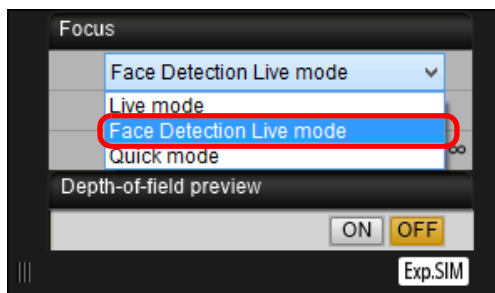 Focus
Face Detection Live mode
Live mode
Face Detection Live mode
Quick mode
∞
Depth-of-field preview
ON OFF
Exp.SIM